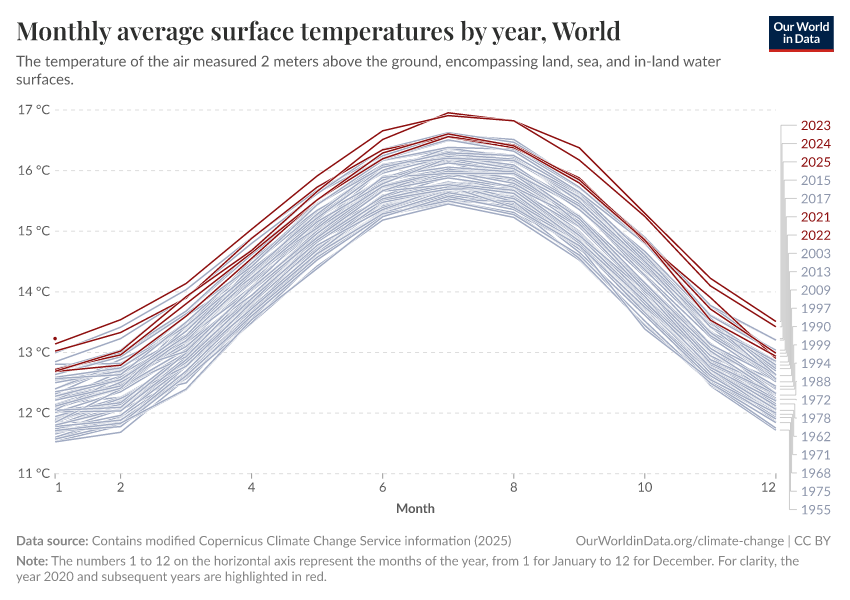 Monthly average surface temperatures by year, World
Our World
in Data
The temperature of the air measured 2 meters above the ground, encompassing land, sea, and in-land water
surfaces.
17 °C
16 °C
15 °C
14 °C
13 °C
12 °C
11 °C
1
2
4
6
8
10
12
Month
2023
2024
2025
2015
2017
2021
2022
2003
2013
2009
1997
1990
1999
1994
1988
1972
1978
1962
1971
1968
1975
1955
Data source: Contains modified Copernicus Climate Change Service information (2025)
OurWorldinData.org/climate-change | CC BY
Note: The numbers 1 to 12 on the horizontal axis represent the months of the year, from 1 for January to 12 for December. For clarity, the
year 2020 and subsequent years are highlighted in red.